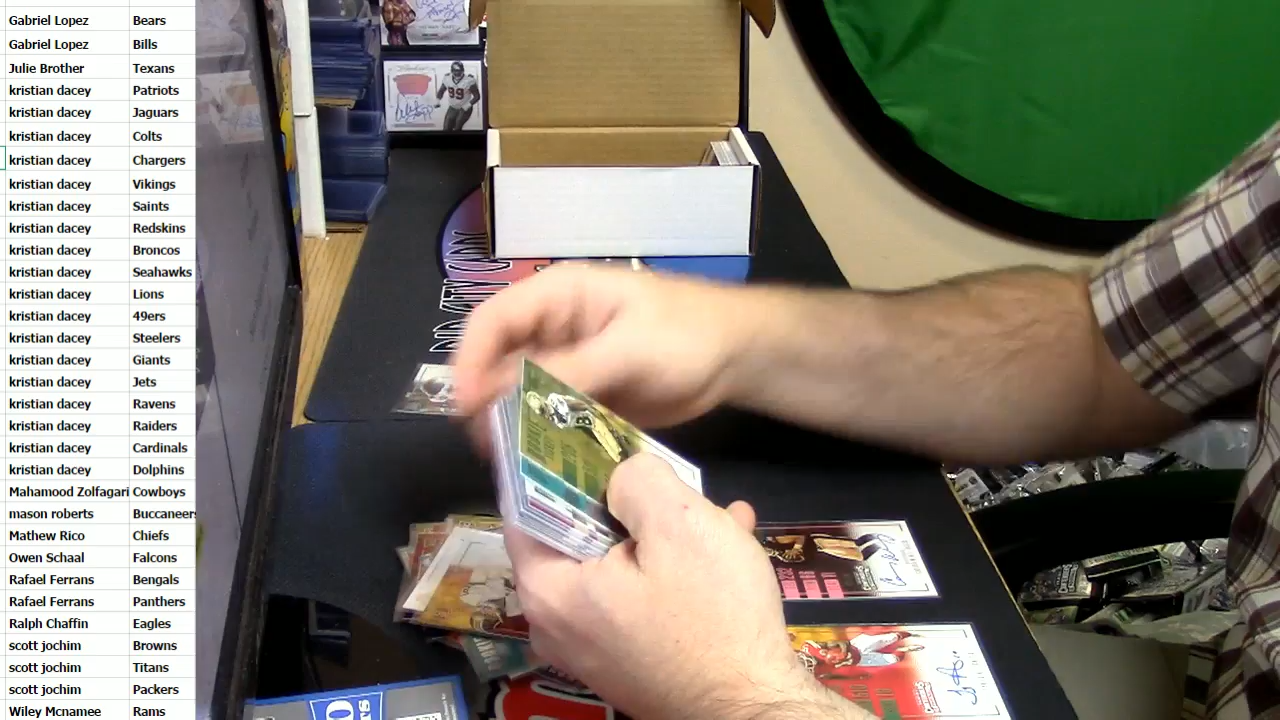 Gabriel Lopez Bears
Gabriel Lopez Bills
Julie Brother Texans
kristian dacey Patriots
kristian dacey Jaguars
kristian dacey Colts
kristian dacey Chargers
kristian dacey Vikings
kristian dacey Saints
kristian dacey Redskins
kristian dacey Broncos
kristian dacey Seahawks
kristian dacey Lions
kristian dacey 49ers
kristian dacey Steelers
kristian dacey Giants
kristian dacey Jets
kristian dacey Ravens
kristian dacey Raiders
kristian dacey Cardinals
kristian dacey Dolphins
Mahamood Zolfagari Cowboys
mason roberts Buccaneers
Mathew Rico Chiefs
Owen Schaal Falcons
Rafael Ferrans Bengals
Rafael Ferrans Panthers
Ralph Chaffin Eagles
scott jochim Browns
scott jochim Titans
scott jochim Packers
Wiley Mcnamee Rams
99